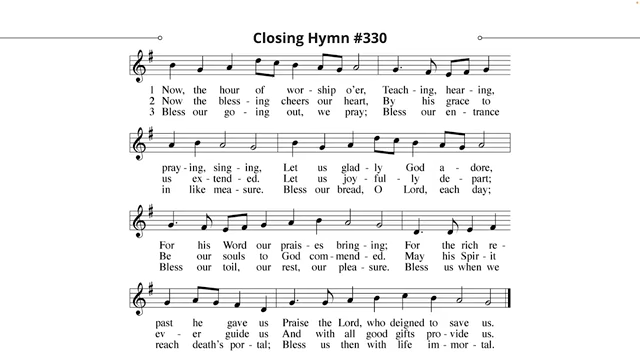 Closing Hymn #330
1 Now, the hour of wor - ship o'er, Teach - ing, hear - ing,
2 Now the bless - ing cheers our heart, By his grace to
3 Bless our go - ing out, we pray; Bless our en - trance
pray - ing, sing - ing, Let us glad - ly God a - dore,
us ex - tend - ed. Let us joy - ful - ly de - part;
in like mea - sure. Bless our bread, O Lord, each day;
For his Word our prais - es bring - ing; For the rich re -
Be our souls to God com - mend - ed. May his Spir - it
Bless our toil, our rest, our plea - sure. Bless us when we
past he gave us Praise the Lord, who deigned to save us.
ev - er guide us And with all good gifts pro - vide us.
reach death's por - tal; Bless us then with life im - mor - tal.